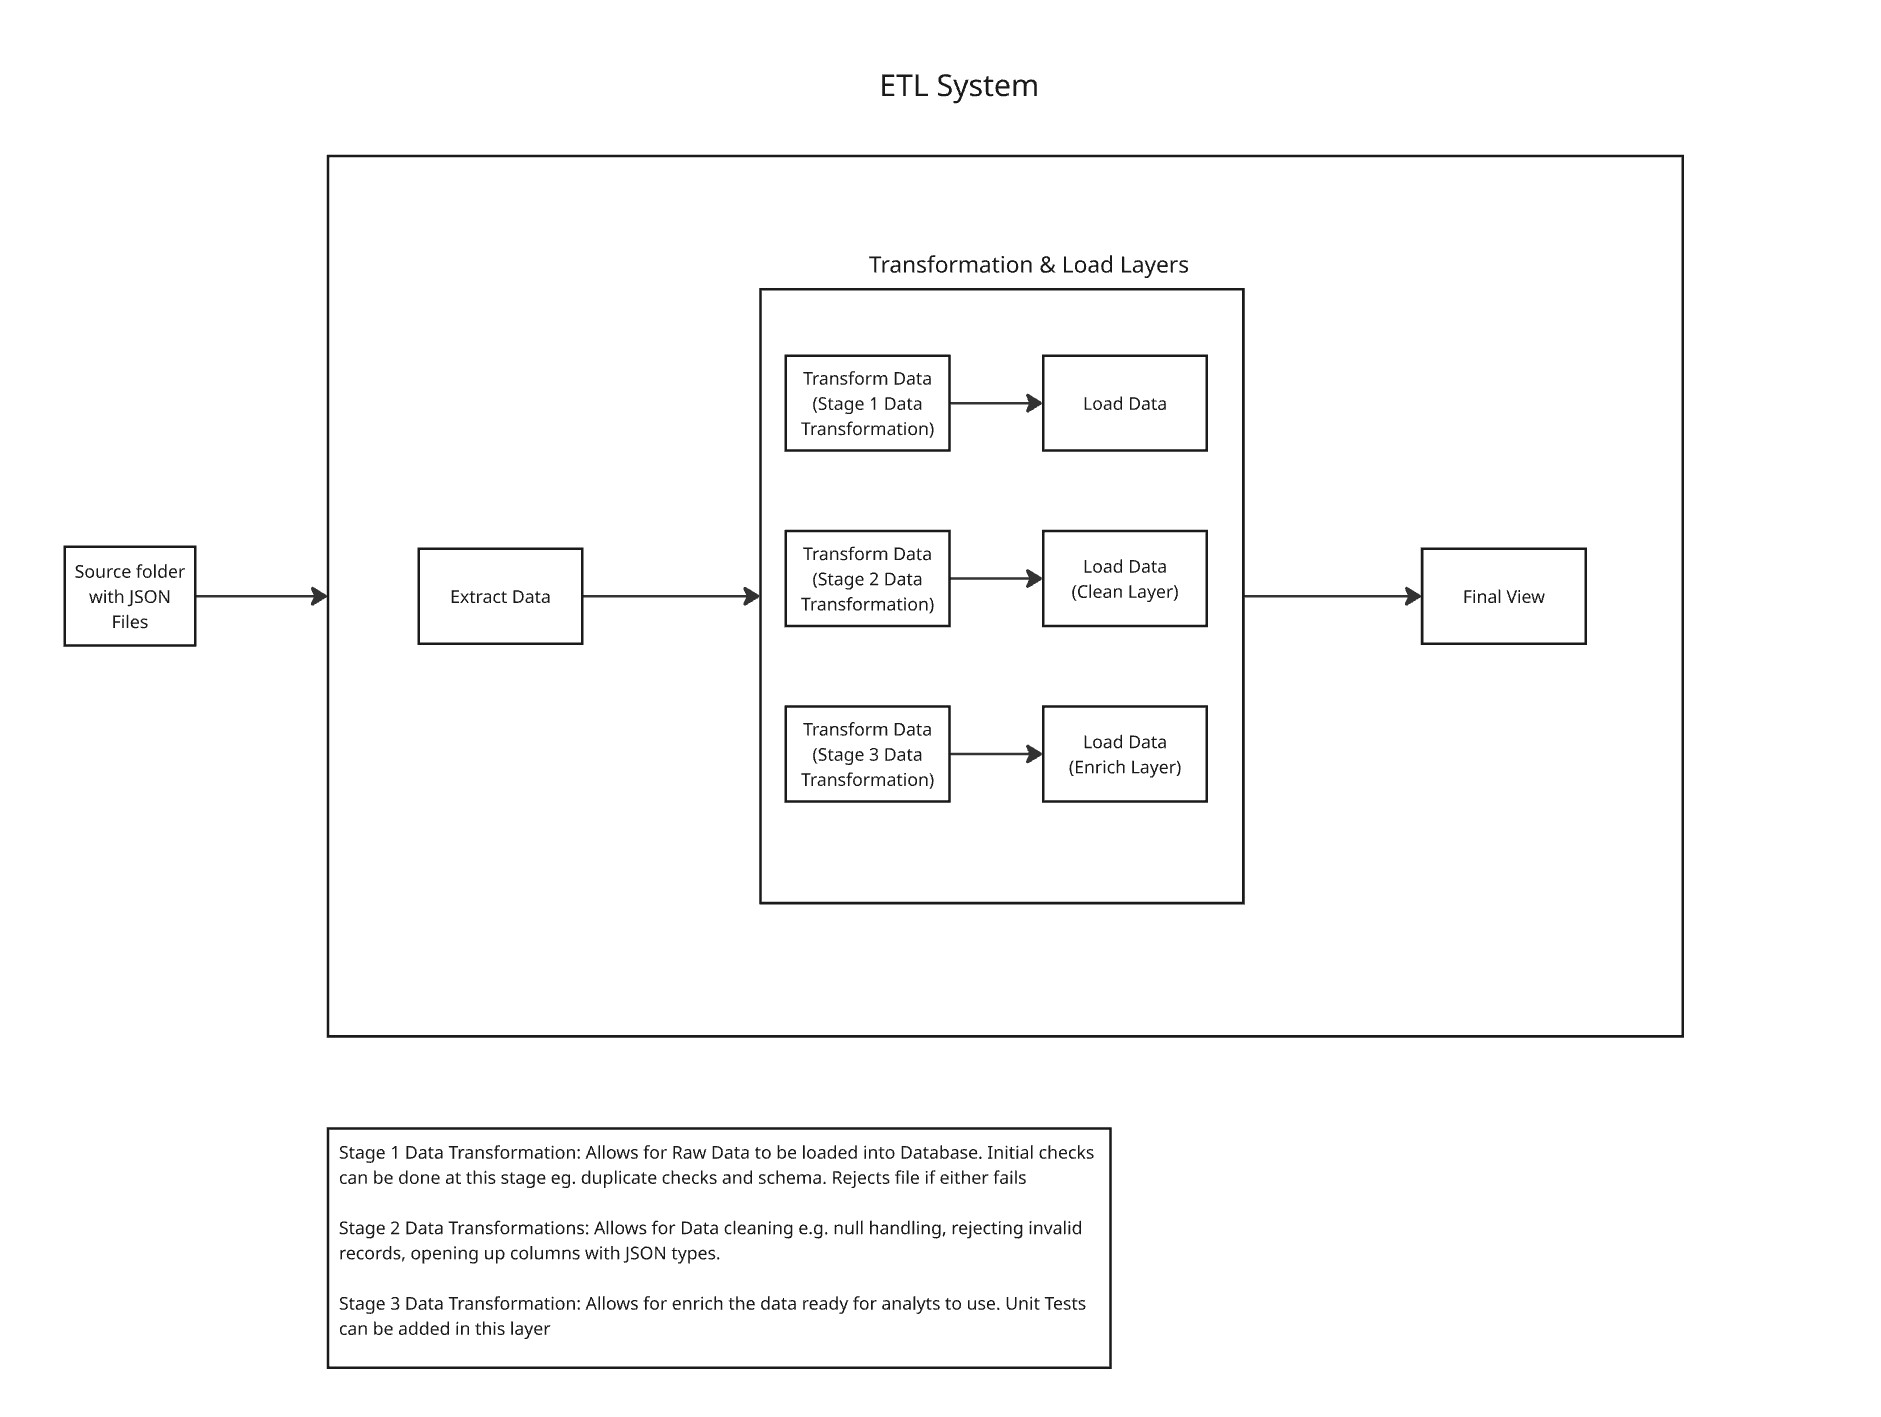 ETL System
Transformation & Load Layers
Transform Data
(Stage 1 Data
Transformation)
Load Data
Source folder
with JSON
Files
Extract Data
Transform Data
(Stage 2 Data
Transformation)
Load Data
(Clean Layer)
Final View
Transform Data
(Stage 3 Data
Transformation)
Load Data
(Enrich Layer)
Stage 1 Data Transformation: Allows for Raw Data to be loaded into Database. Initial checks
can be done at this stage eg. duplicate checks and schema. Rejects file if either fails
Stage 2 Data Transformations: Allows for Data cleaning e.g. null handling, rejecting invalid
records, opening up columns with JSON types.
Stage 3 Data Transformation: Allows for enrich the data ready for analyts to use. Unit Tests
can be added in this layer